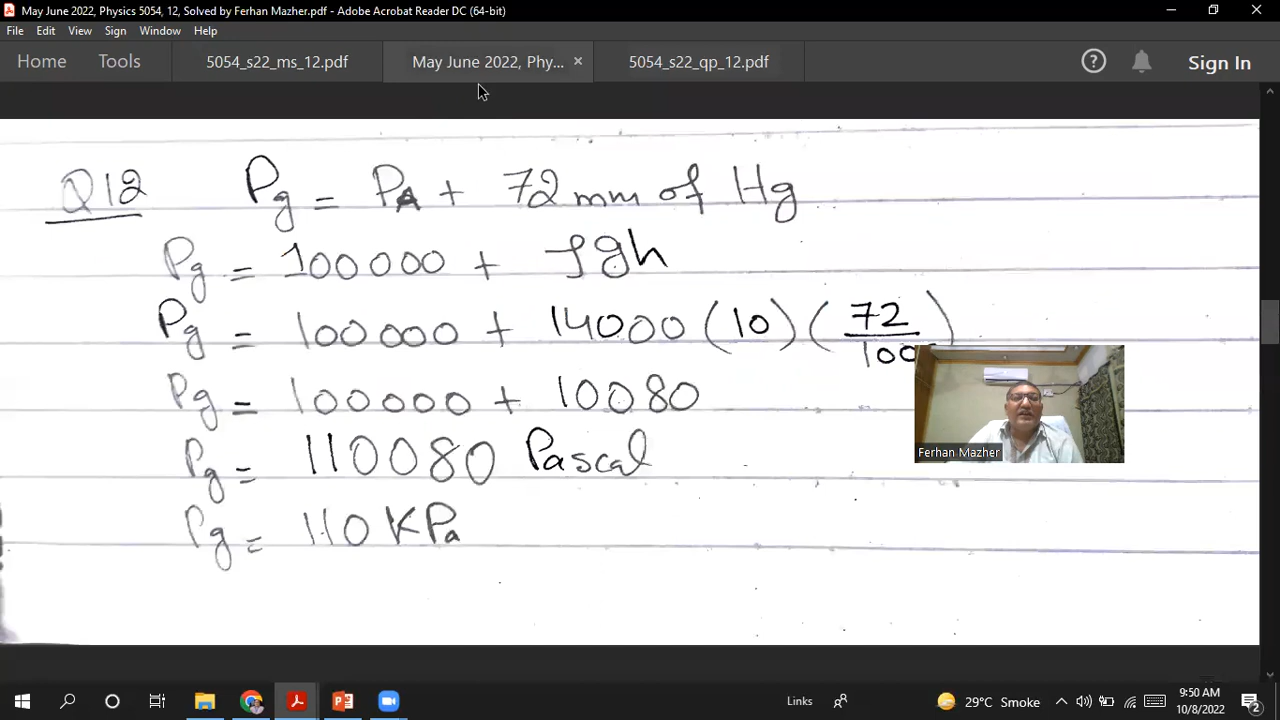 May June 2022, Physics 5054, 12, Solved by Ferhan Mazher.pdf - Adobe Acrobat Reader DC (64-bit)
File Edit View Sign Window Help
Home Tools 5054_s22_ms_12.pdf May June 2022, Phy... × 5054_s22_qp_12.pdf Sign In
Q12 Pg = PA + 72 mm of Hg
Pg = 100000 + ρgh
Pg = 100000 + 14000 (10) (72/100
Pg = 100000 + 10080
Pg = 110080 Pascal
Pg = 110 KPa
Ferhan Mazher
Links 29°C Smoke 9:50 AM
10/8/2022 2